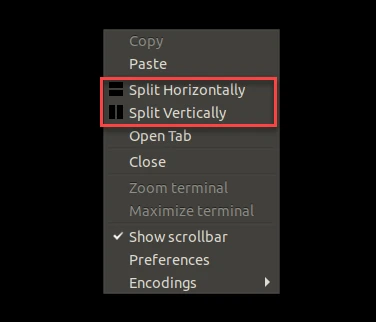 Copy
Paste
Split Horizontally
Split Vertically
Open Tab
Close
Zoom terminal
Maximize terminal
Show scrollbar
Preferences
Encodings